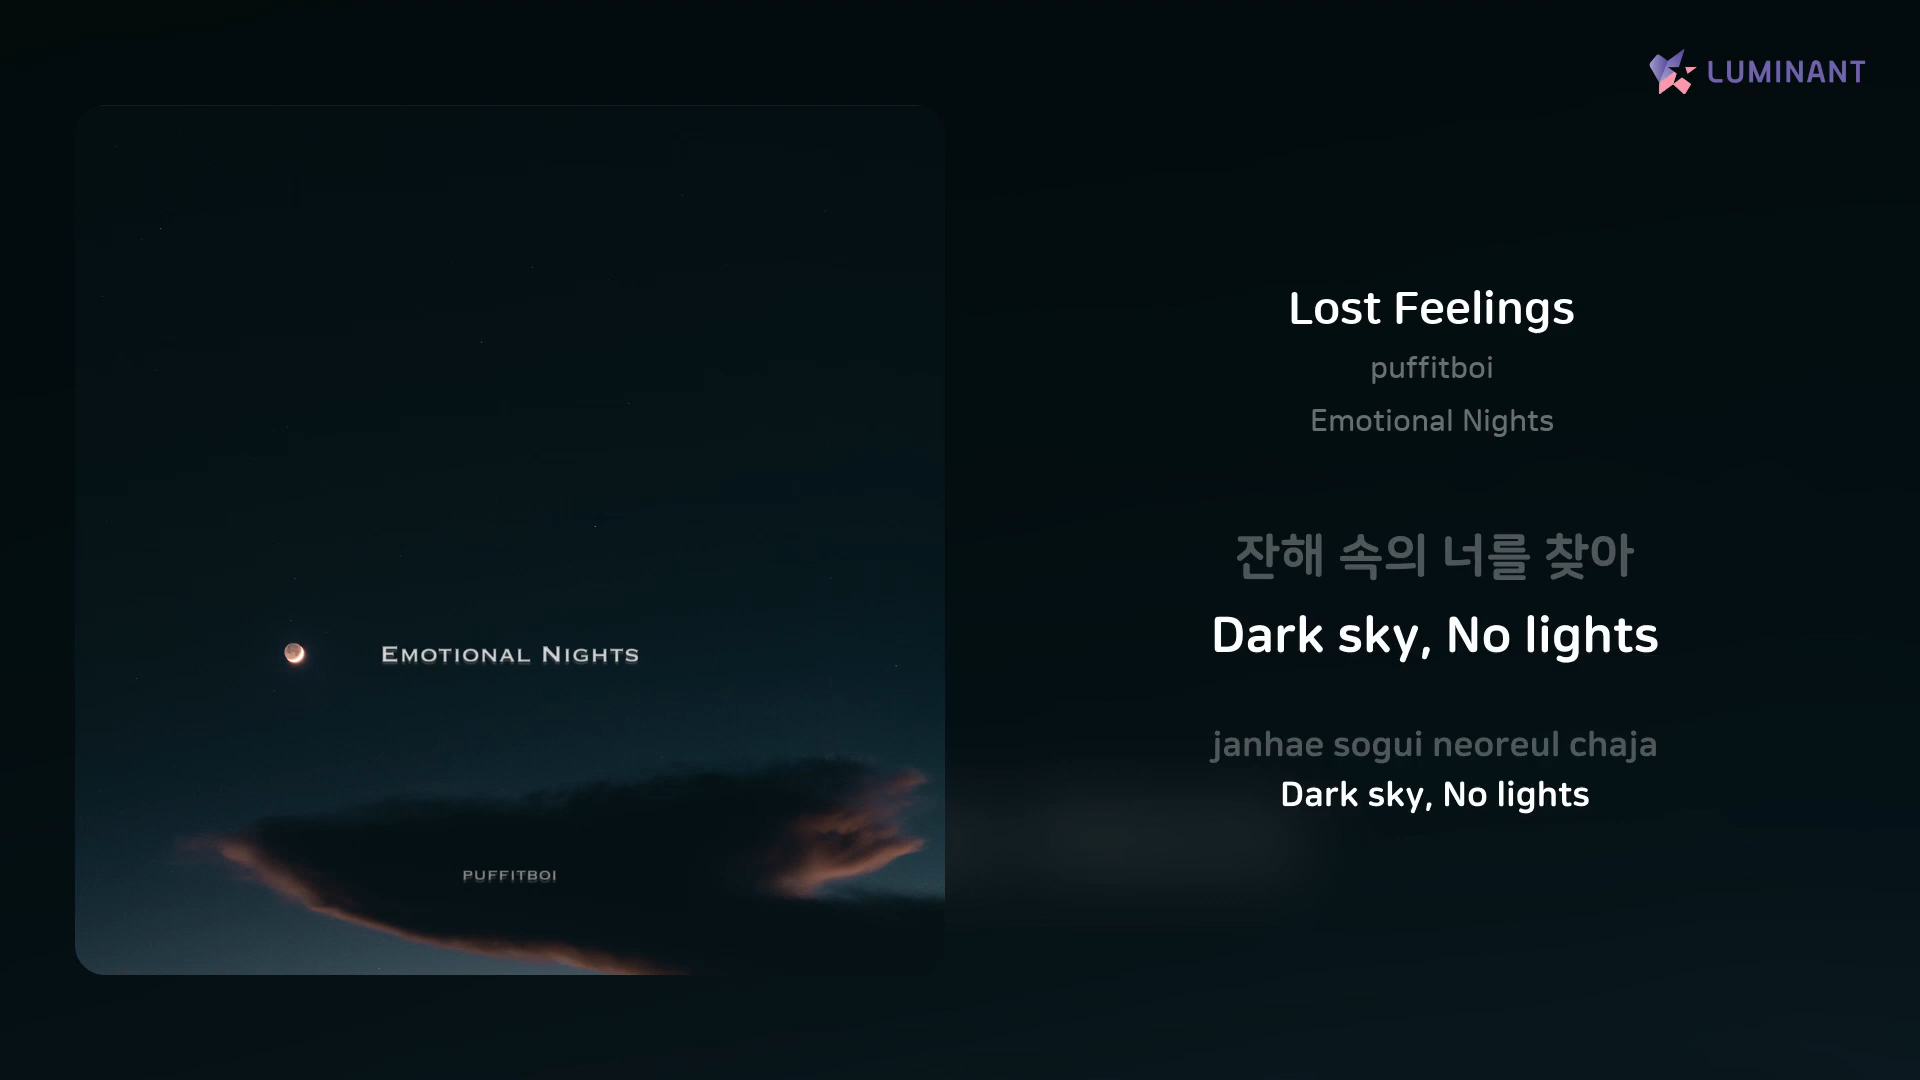 LUMINANT
EMOTIONAL NIGHTS
PUFFITBOI
Lost Feelings
puffitboi
Emotional Nights
잔해 속의 너를 찾아
Dark sky, No lights
janhae sogui neoreul chaja
Dark sky, No lights